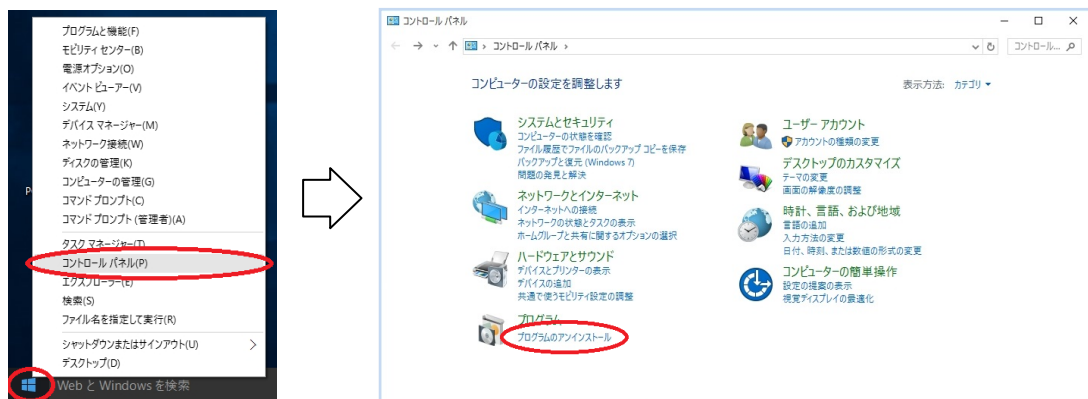 プログラムと機能(F)
モビリティ センター(B)
電源オプション(O)
イベント ビューアー(V)
システム(Y)
デバイス マネージャー(M)
ネットワーク接続(W)
ディスクの管理(K)
コンピューターの管理(G)
コマンド プロンプト(C)
コマンド プロンプト (管理者)(A)
タスク マネージャー(T)
コントロール パネル(P)
エクスプローラー(E)
検索(S)
ファイル名を指定して実行(R)
シャットダウンまたはサインアウト(U)
デスクトップ(D)
Web と Windows を検索
コントロール パネル
コントロール パネル
コントロール...
コンピューターの設定を調整します
表示方法: カテゴリ
システムとセキュリティ
コンピューターの状態を確認
ファイル履歴でファイルのバックアップ コピーを保存
バックアップと復元 (Windows 7)
問題の発見と解決
ネットワークとインターネット
インターネットへの接続
ネットワークの状態とタスクの表示
ホームグループと共有に関するオプションの選択
ハードウェアとサウンド
デバイスとプリンターの表示
デバイスの追加
共通で使うモビリティ設定の調整
プログラム
プログラムのアンインストール
ユーザー アカウント
アカウントの種類の変更
デスクトップのカスタマイズ
テーマの変更
画面の解像度の調整
時計、言語、および地域
言語の追加
入力方法の変更
日付、時刻、または数値の形式の変更
コンピューターの簡単操作
設定の提案の表示
視覚ディスプレイの最適化